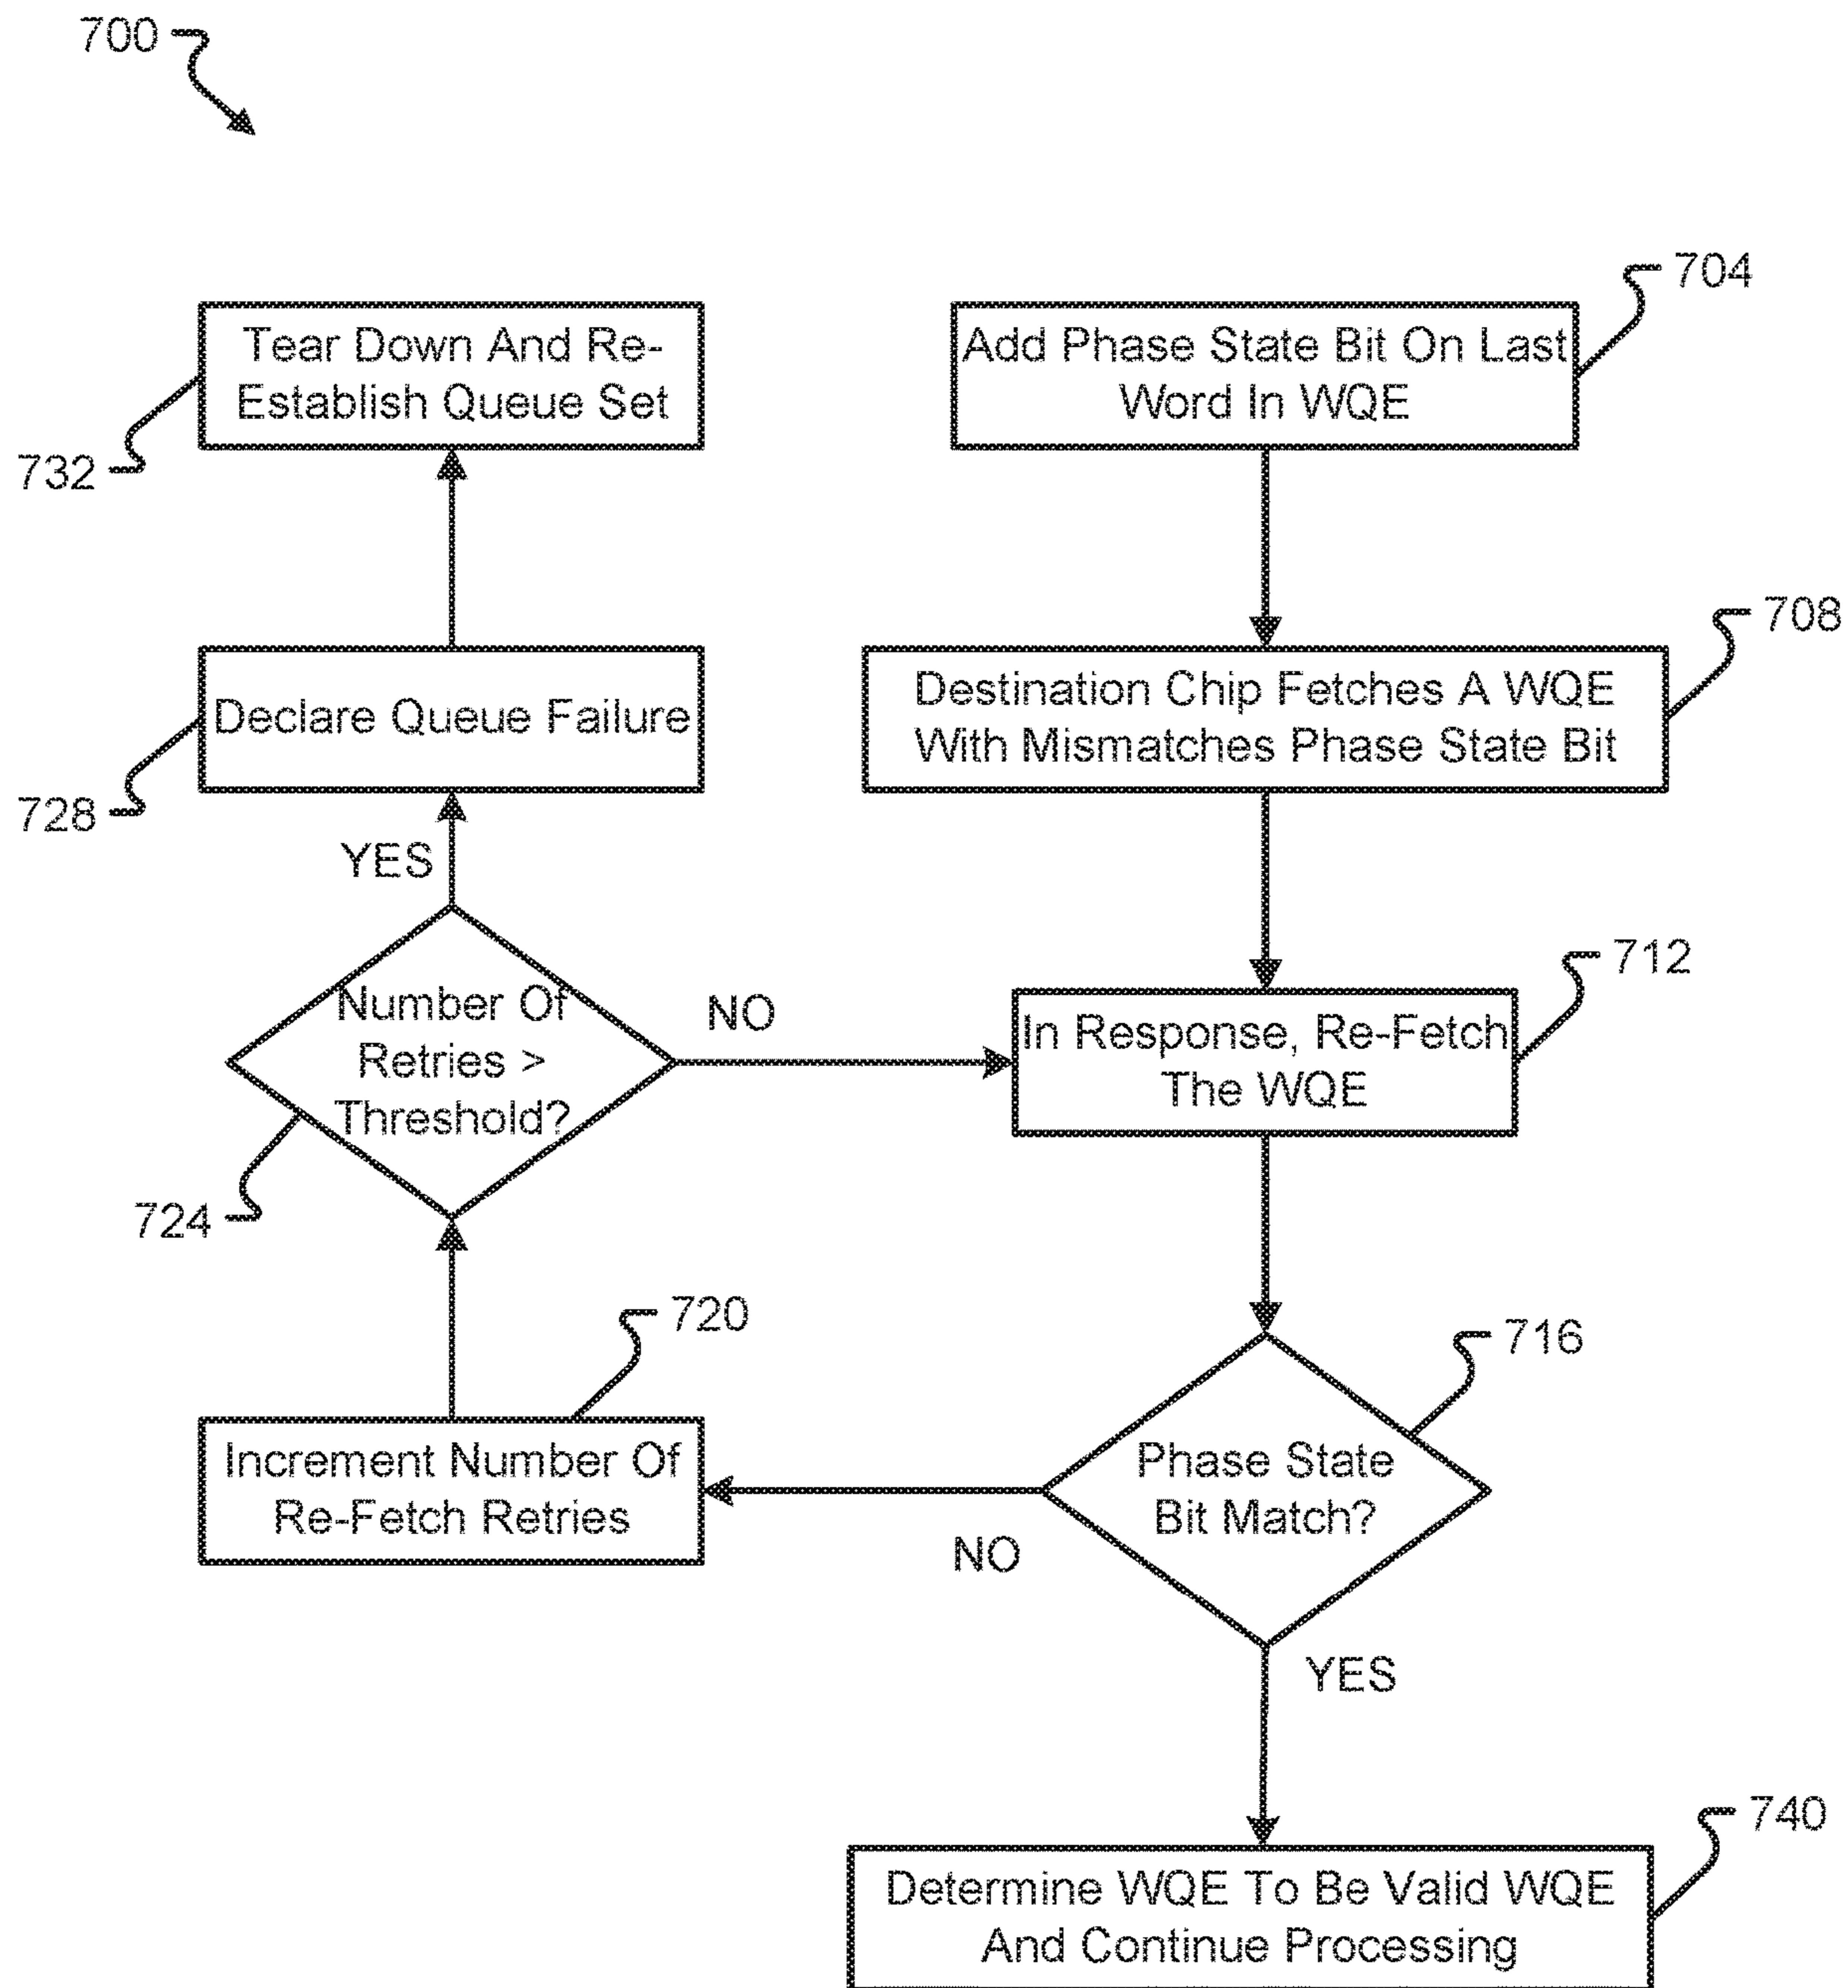 700
704
Add Phase State Bit On Last
Word In WQE
708
Destination Chip Fetches A WQE
With Mismatches Phase State Bit
712
In Response, Re-Fetch
The WQE
716
Phase State
Bit Match?
NO
YES
720
Increment Number Of
Re-Fetch Retries
724
Number Of
Retries >
Threshold?
NO
YES
728
Declare Queue Failure
732
Tear Down And Re-
Establish Queue Set
740
Determine WQE To Be Valid WQE
And Continue Processing